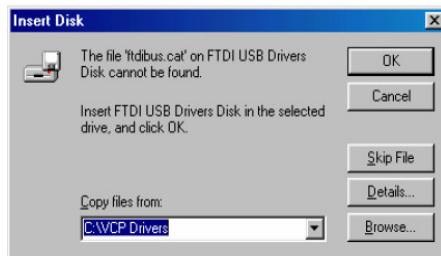 Insert Disk
The file 'ftdibus.cat' on FTDI USB Drivers
Disk cannot be found.
Insert FTDI USB Drivers Disk in the selected
drive, and click OK.
Copy files from:
C:\VCP Drivers
OK
Cancel
Skip File
Details...
Browse...